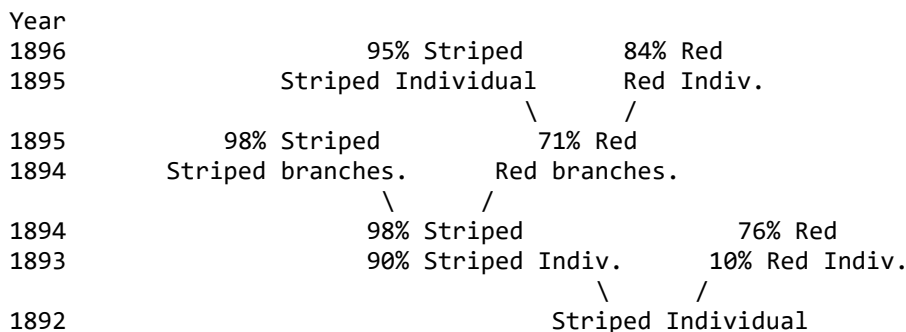 Year
1896 95% Striped 84% Red
1895 Striped Individual Red Indiv.
\ /
1895 98% Striped 71% Red
1894 Striped branches. Red branches.
\ /
1894 98% Striped 76% Red
1893 90% Striped Indiv. 10% Red Indiv.
\ /
1892 Striped Individual